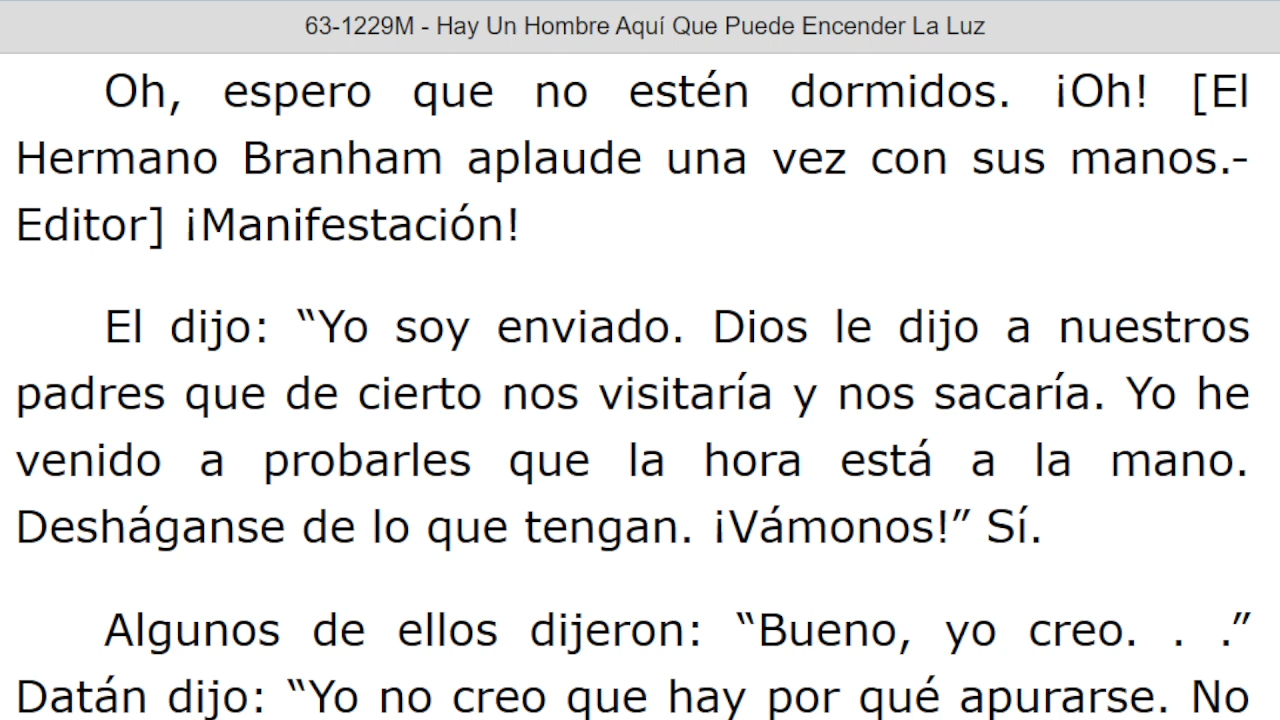 63-1229M - Hay Un Hombre Aquí Que Puede Encender La Luz
Oh, espero que no estén dormidos. ¡Oh! [El
Hermano Branham aplaude una vez con sus manos.-
Editor] ¡Manifestación!
El dijo: “Yo soy enviado. Dios le dijo a nuestros
padres que de cierto nos visitaría y nos sacaría. Yo he
venido a probarles que la hora está a la mano.
Desháganse de lo que tengan. ¡Vámonos!” Sí.
Algunos de ellos dijeron: “Bueno, yo creo. . .”
Datán dijo: “Yo no creo que hay por qué apurarse. No